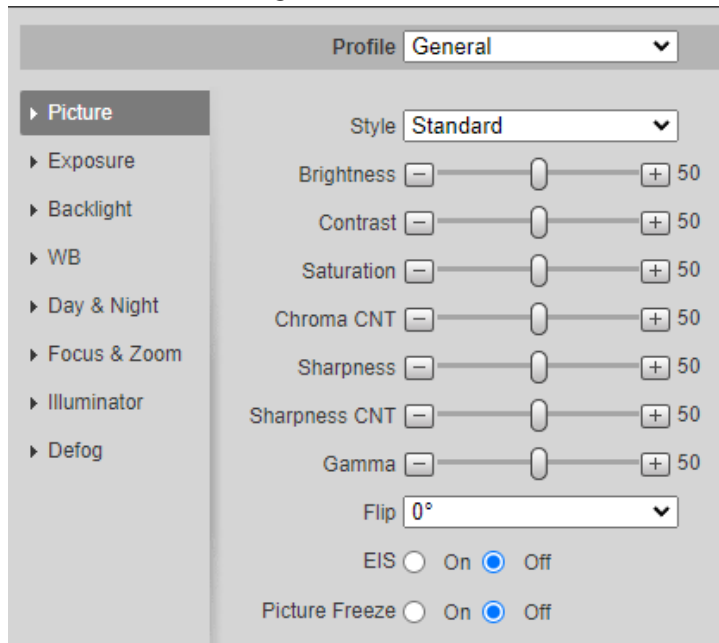 Profile General
Picture
Exposure
Backlight
WB
Day & Night
Focus & Zoom
Illuminator
Defog
Style Standard
Brightness 50
Contrast 50
Saturation 50
Chroma CNT 50
Sharpness 50
Sharpness CNT 50
Gamma 50
Flip 0°
EIS On Off
Picture Freeze On Off